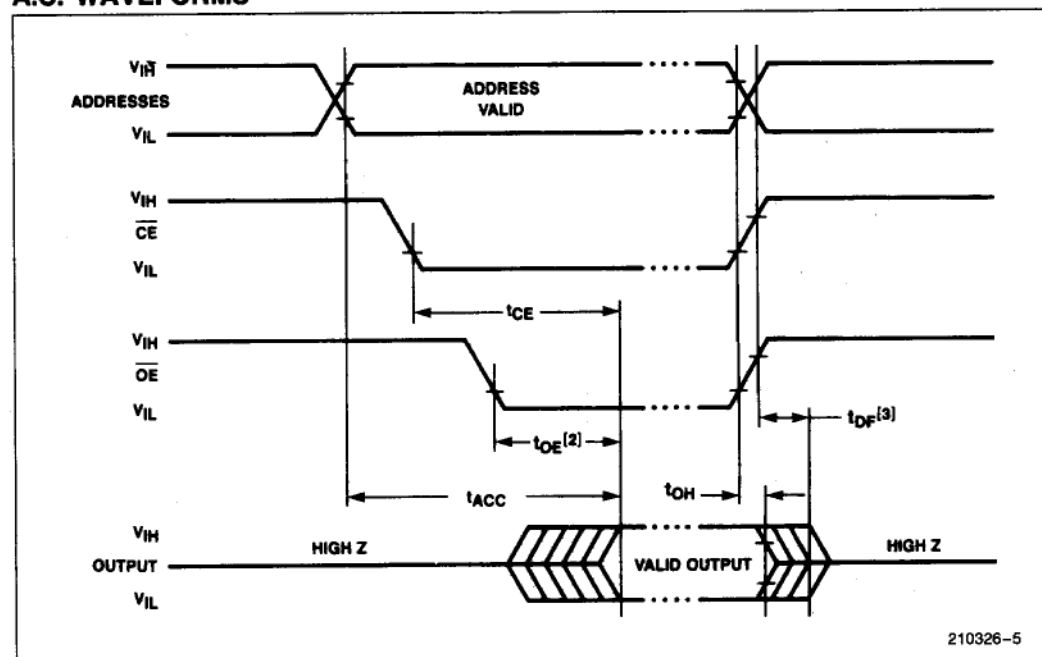 A.C. WAVEFORMS
VIH
ADDRESSES
VIL
ADDRESS
VALID
VIH
CE
VIL
tCE
VIH
OE
VIL
tOE[2]
tDF[3]
tACC
tOH
VIH
OUTPUT
VIL
HIGH Z
VALID OUTPUT
HIGH Z
210326-5